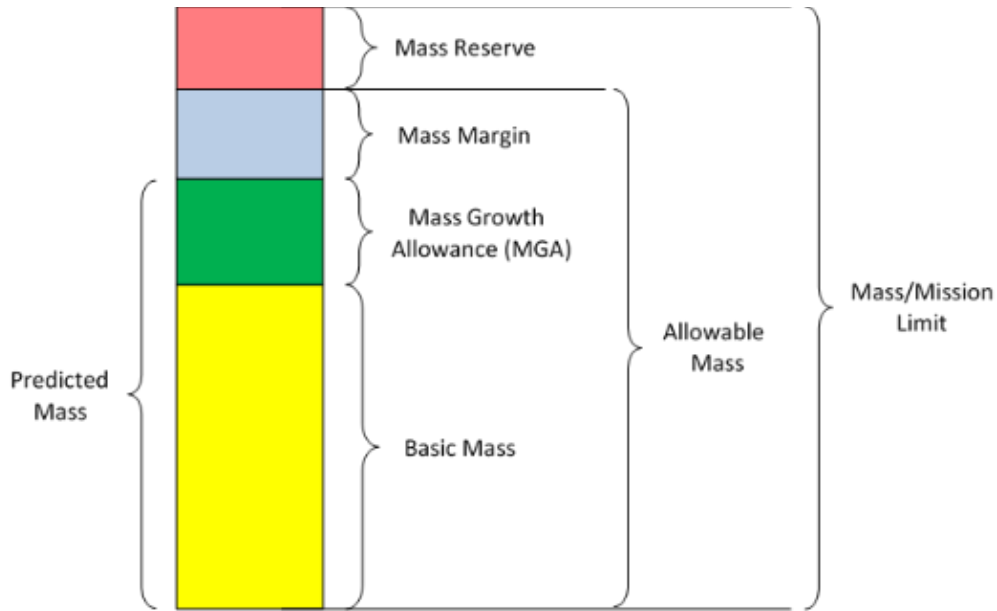 Mass Reserve
Mass Margin
Mass Growth
Allowance (MGA)
Mass/Mission
Limit
Allowable
Mass
Predicted
Mass
Basic Mass